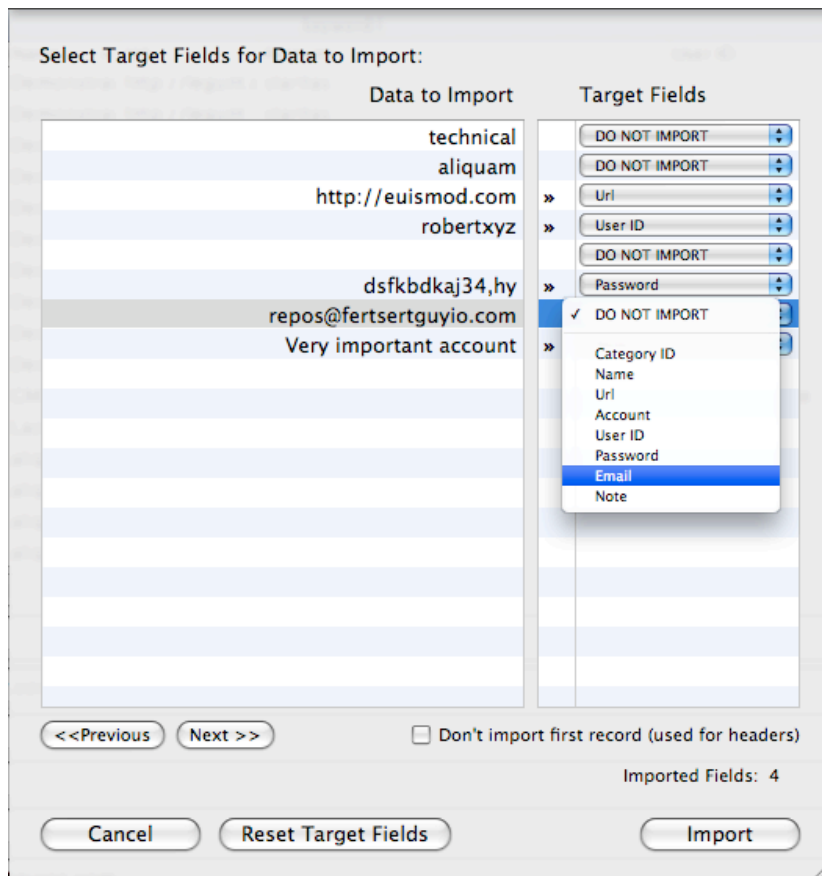 Select Target Fields for Data to Import:
Data to Import Target Fields
technical DO NOT IMPORT
aliquam DO NOT IMPORT
http://euismod.com » Url
robertxyz » User ID
DO NOT IMPORT
dsfkbdkaj34,hy » Password
repos@fertsertguyio.com ✓ DO NOT IMPORT
Very important account »
Category ID
Name
Url
Account
User ID
Password
Email
Note
<<Previous Next >> Don't import first record (used for headers)
Imported Fields: 4
Cancel Reset Target Fields Import